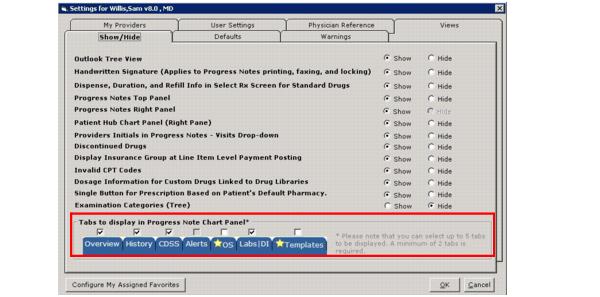 Settings for Willis,Sam v8.0 , MD
My Providers User Settings Physician Reference Views
Show/Hide Defaults Warnings
Outlook Tree View Show Hide
Handwritten Signature (Applies to Progress Notes printing, faxing, and locking) Show Hide
Dispense, Duration, and Refill Info in Select Rx Screen for Standard Drugs Show Hide
Progress Notes Top Panel Show Hide
Progress Notes Right Panel Show Hide
Patient Hub Chart Panel (Right Pane) Show Hide
Providers Initials in Progress Notes - Visits Drop-down Show Hide
Discontinued Drugs Show Hide
Display Insurance Group at Line Item Level Payment Posting Show Hide
Invalid CPT Codes Show Hide
Dosage Information for Custom Drugs Linked to Drug Libraries Show Hide
Single Button for Prescription Based on Patient's Default Pharmacy. Show Hide
Examination Categories (Tree) Show Hide
Tabs to display in Progress Note Chart Panel*
Overview History CDSS Alerts OS Labs|DI Templates
* Please note that you can select up to 5 tabs
to be displayed. A minimum of 2 tabs is
required.
Configure My Assigned Favorites OK Cancel